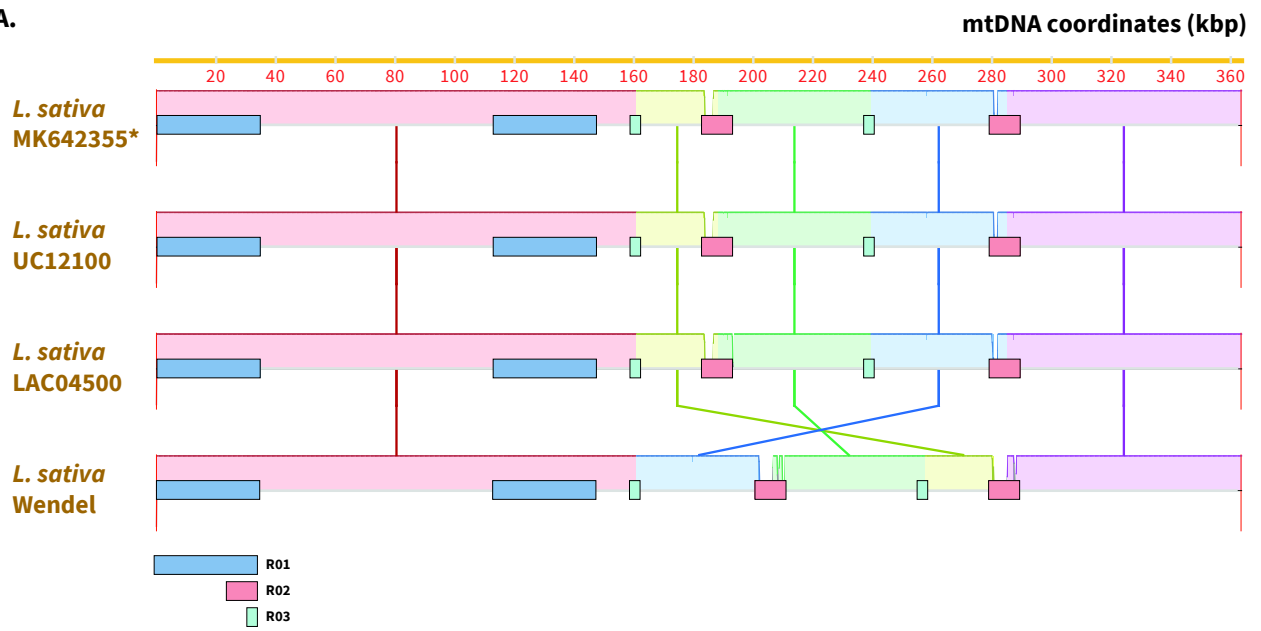 A.
mtDNA coordinates (kbp)
20 40 60 80 100 120 140 160 180 200 220 240 260 280 300 320 340 360
L. sativa
MK642355*
L. sativa
UC12100
L. sativa
LAC04500
L. sativa
Wendel
R01
R02
R03